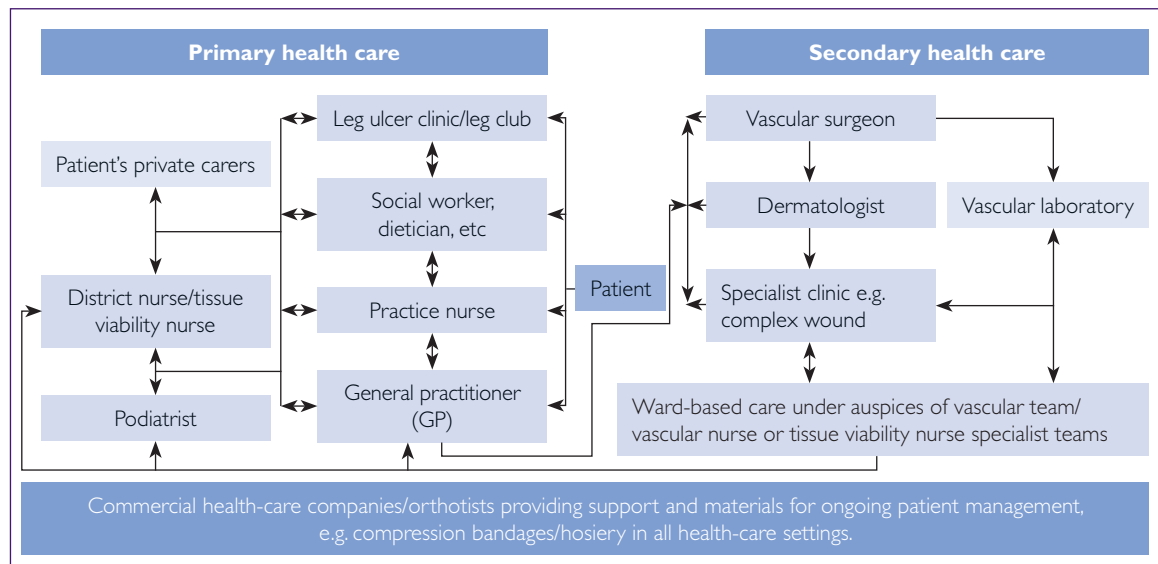 Primary health care
Secondary health care
Leg ulcer clinic/leg club
Patient's private carers
Social worker,
dietician, etc
District nurse/tissue
viability nurse
Practice nurse
Patient
General practitioner
(GP)
Podiatrist
Vascular surgeon
Dermatologist
Vascular laboratory
Specialist clinic e.g.
complex wound
Ward-based care under auspices of vascular team/
vascular nurse or tissue viability nurse specialist teams
Commercial health-care companies/orthotists providing support and materials for ongoing patient management,
e.g. compression bandages/hosiery in all health-care settings.